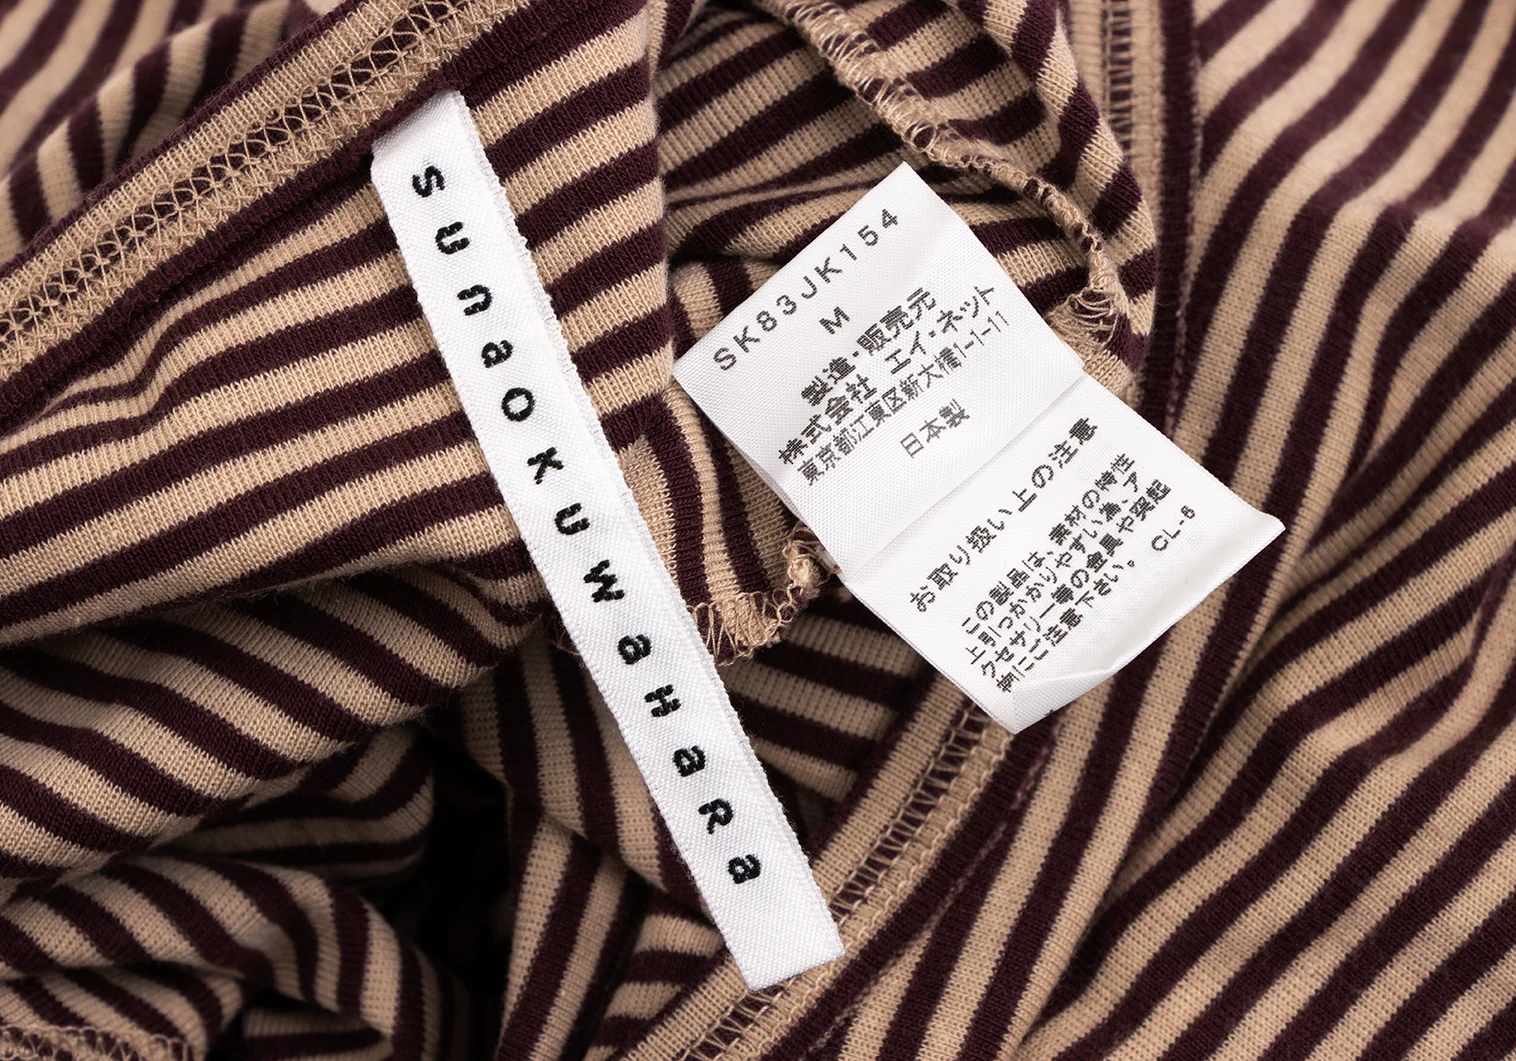 sunaokuwaHaRa
SK83JK154
M
製造・販売元
株式会社 エイ・ネット
東京都江東区新大橋1-1-11
日本製
お取り扱い上の注意
この製品は、素材の特性
上引っかかりやすい為、ア
クセサリー等の金具や突起
物にご注意下さい。
CL-8